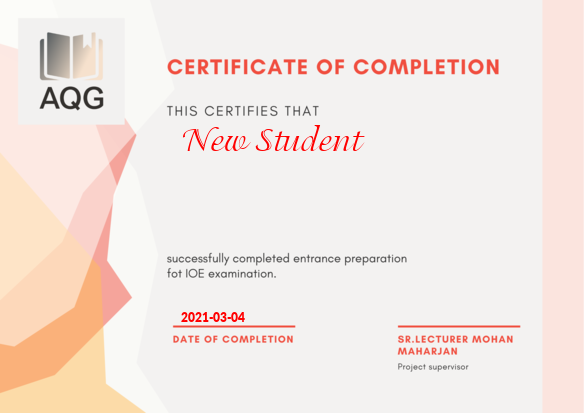 AQG
CERTIFICATE OF COMPLETION
THIS CERTIFIES THAT
New Student
successfully completed entrance preparation
fot IOE examination.
2021-03-04
DATE OF COMPLETION
SR.LECTURER MOHAN
MAHARJAN
Project supervisor